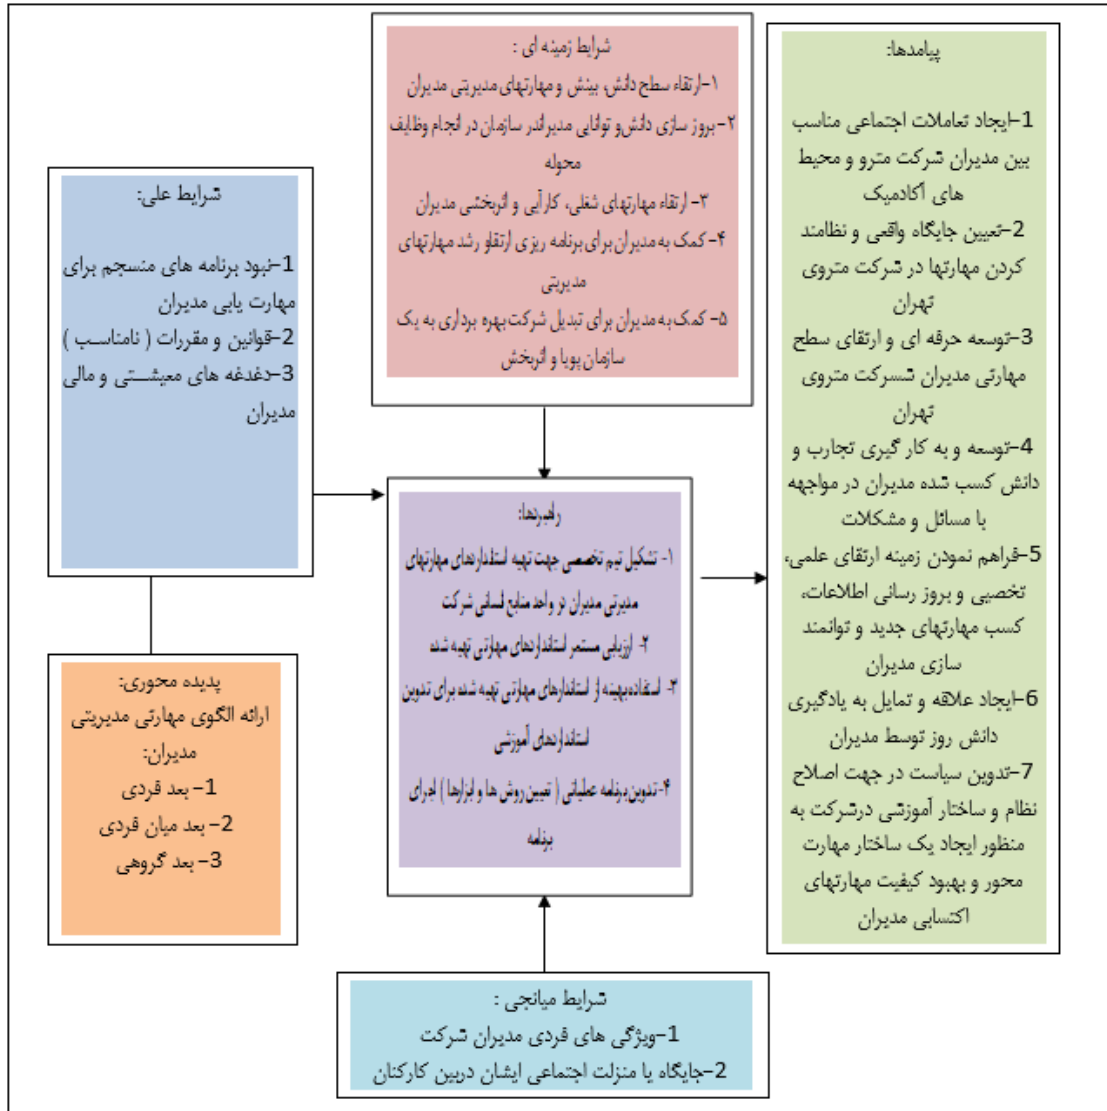 شرایط زمینه ای :
۱-ارتقاء سطح دانش، بینش و مهارتهای مدیریتی مدیران
۲-بروز سازی دانش‌و توانایی مدیراندر سازمان در انجام وظایف
محوله
۳- ارتقاء مهارتهای شغلی، کارآیی و اثربخشی مدیران
۴- کمک به مدیران برای برنامه ریزی ارتقاو رشد مهارتهای
مدیریتی
۵- کمک به مدیران برای تبدیل شرکت بهره برداری به یک
سازمان پویا و اثربخش
پیامدها:
1-ایجاد تعاملات اجتماعی مناسب
بین مدیران شرکت مترو و محیط
های آکادمیک
2-تعیین جایگاه واقعی و نظامند
کردن مهارتها در شرکت متروی
تهران
3-توسعه حرفه ای و ارتقای سطح
مهارتی مدیران شسرکت متروی
تهران
4-توسعه و به کار گیری تجارب و
دانش کسب شده مدیران در مواجهه
با مسائل و مشکلات
5-فراهم نمودن زمینه ارتقای علمی،
تخصیی و بروز رسانی اطلاعات،
کسب مهارتهای جدید و توانمند
سازی مدیران
6-ایجاد علاقه و تمایل به یادگیری
دانش روز توسط مدیران
7-تدوین سیاست در جهت اصلاح
نظام و ساختار آموزشی درشرکت به
منظور ایجاد یک ساختار مهارت
محور و بهبود کیفیت مهارتهای
اکتسابی مدیران
شرایط علی:
1-نبود برنامه های منسجم برای
مهارت یابی مدیران
2-قوانین و مقررات ( نامناسب )
3-دغدغه های معیشتی و مالی
مدیران
راهبردها:
۱- تشکیل تیم تخصصی جهت تهیه استانداردهای مهارتهای
مدیرتی مدیران در واحد منابع انسانی شرکت
۲- ارزیابی مستمر استانداردهای مهارتی تهیه شده
۳- استفاده بهینه از استاندارهای مهارتی تهیه شده برای تدوین
استانداردهای آموزشی
۴-تدوین برنامه عملیاتی ( تعیین روش ها و ابزارها ) اجرای
برنامه
پدیده محوری:
ارائه الگوی مهارتی مدیریتی
مدیران:
1- بعد فردی
2- بعد میان فردی
3- بعد گروهی
شرایط میانجی :
1-ویژگی های فردی مدیران شرکت
2-جایگاه یا منزلت اجتماعی ایشان دربین کارکنان